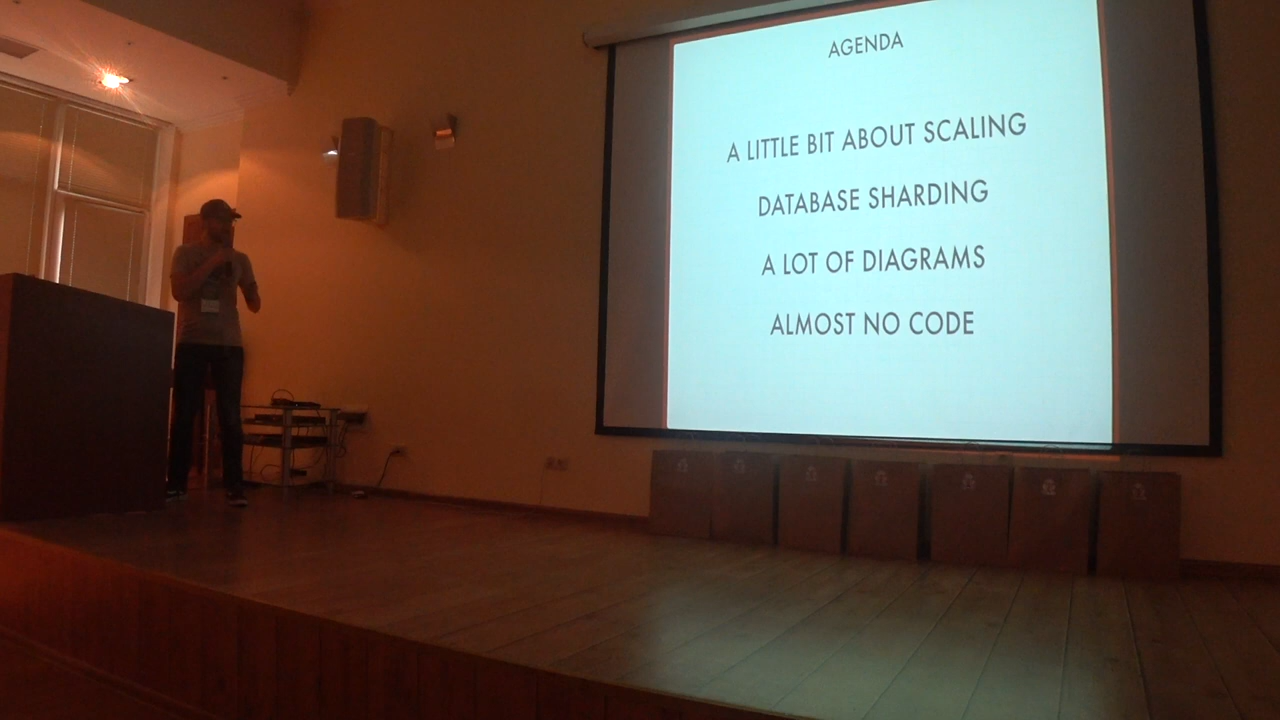 AGENDA
A LITTLE BIT ABOUT SCALING
DATABASE SHARDING
A LOT OF DIAGRAMS
ALMOST NO CODE